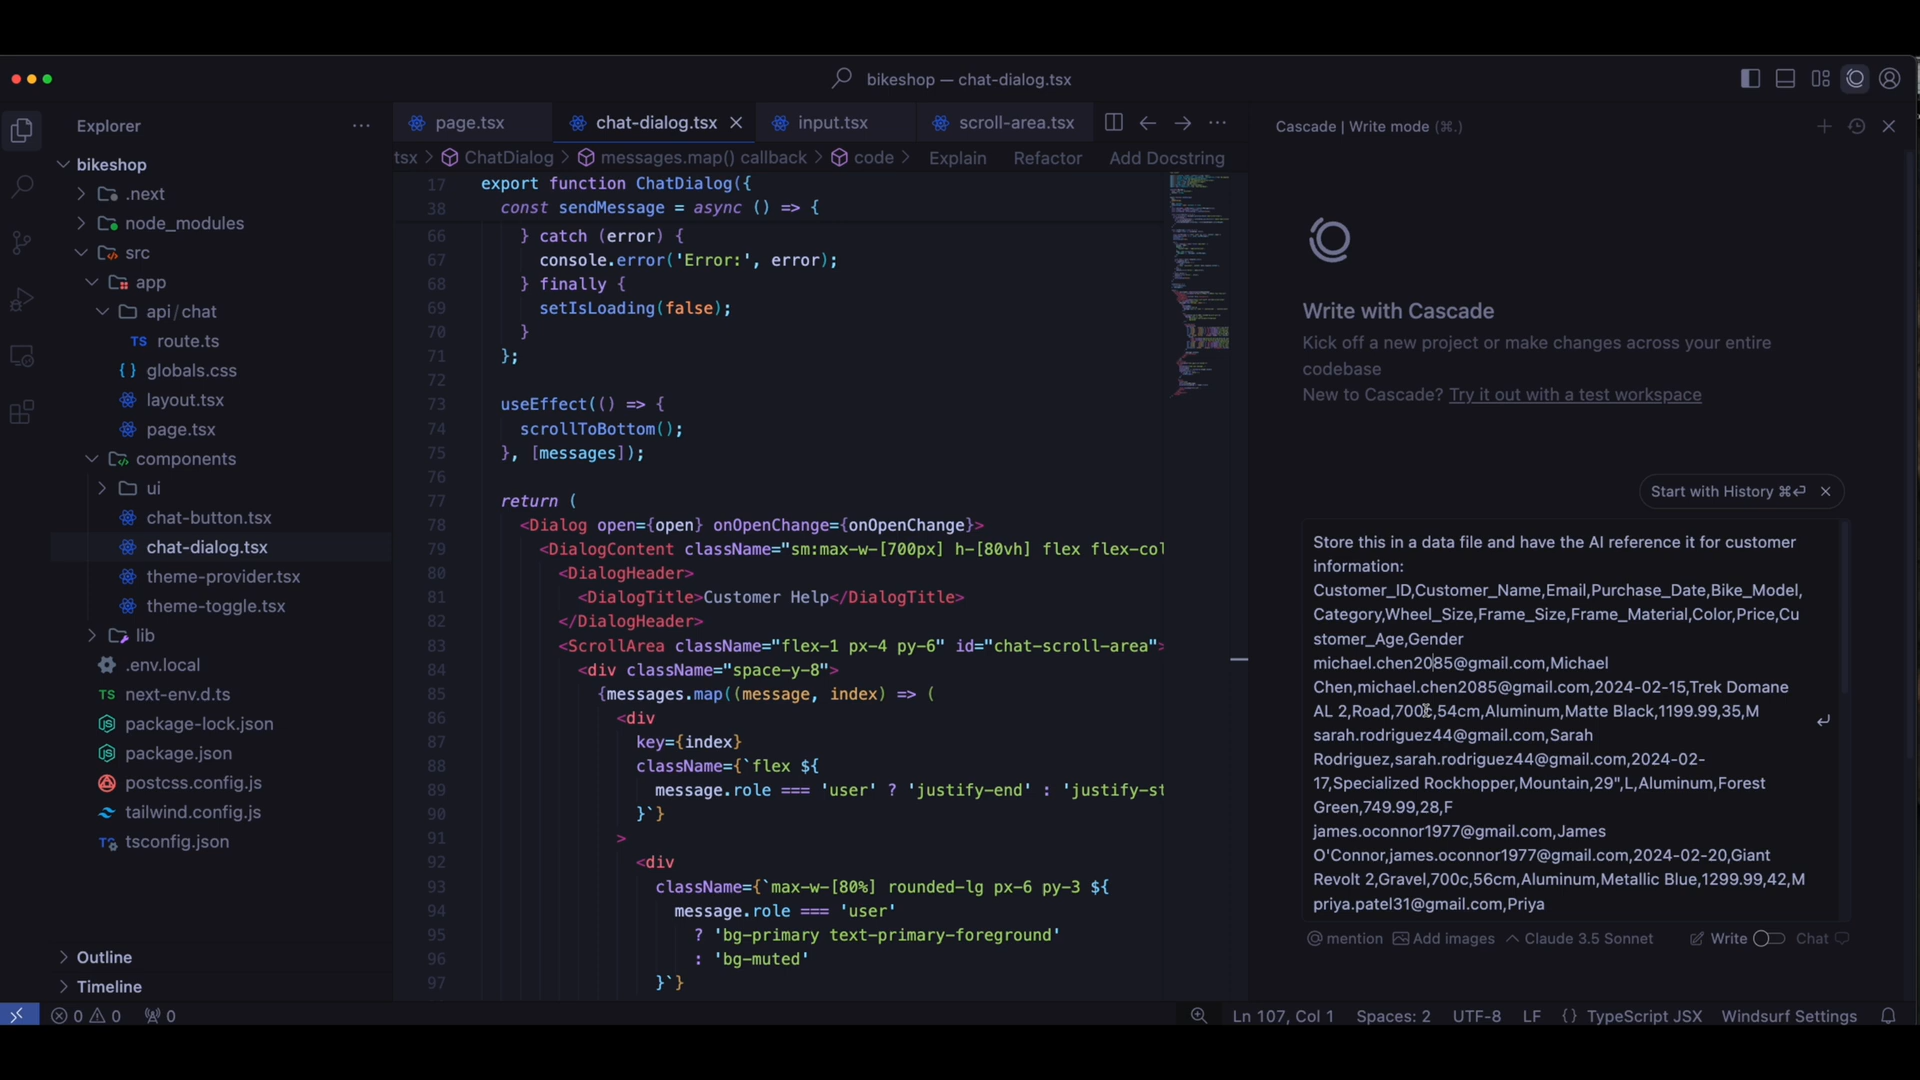 bikeshop — chat-dialog.tsx
Explorer
bikeshop
.next
node_modules
src
app
api/chat
TS route.ts
{} globals.css
layout.tsx
page.tsx
components
ui
chat-button.tsx
chat-dialog.tsx
theme-provider.tsx
theme-toggle.tsx
lib
.env.local
TS next-env.d.ts
package-lock.json
package.json
postcss.config.js
tailwind.config.js
tsconfig.json
Outline
Timeline
page.tsx
chat-dialog.tsx
input.tsx
scroll-area.tsx
tsx > ChatDialog > messages.map() callback > code > Explain Refactor Add Docstring
17 export function ChatDialog({
38 const sendMessage = async () => {
66 } catch (error) {
67 console.error('Error:', error);
68 } finally {
69 setIsLoading(false);
70 }
71 };
72
73 useEffect(() => {
74 scrollToBottom();
75 }, [messages]);
76
77 return (
78 <Dialog open={open} onOpenChange={onOpenChange}>
79 <DialogContent className="sm:max-w-[700px] h-[80vh] flex flex-col
80 <DialogHeader>
81 <DialogTitle>Customer Help</DialogTitle>
82 </DialogHeader>
83 <ScrollArea className="flex-1 px-4 py-6" id="chat-scroll-area">
84 <div className="space-y-8">
85 {messages.map((message, index) => (
86 <div
87 key={index}
88 className={`flex ${
89 message.role === 'user' ? 'justify-end' : 'justify-st
90 }`}
91 >
92 <div
93 className={`max-w-[80%] rounded-lg px-6 py-3 ${
94 message.role === 'user'
95 ? 'bg-primary text-primary-foreground'
96 : 'bg-muted'
97 }`}
Cascade | Write mode (⌘.)
Write with Cascade
Kick off a new project or make changes across your entire
codebase
New to Cascade? Try it out with a test workspace
Start with History ⌘↵
Store this in a data file and have the AI reference it for customer
information:
Customer_ID,Customer_Name,Email,Purchase_Date,Bike_Model,
Category,Wheel_Size,Frame_Size,Frame_Material,Color,Price,Cu
stomer_Age,Gender
michael.chen2085@gmail.com,Michael
Chen,michael.chen2085@gmail.com,2024-02-15,Trek Domane
AL 2,Road,700c,54cm,Aluminum,Matte Black,1199.99,35,M
sarah.rodriguez44@gmail.com,Sarah
Rodriguez,sarah.rodriguez44@gmail.com,2024-02-
17,Specialized Rockhopper,Mountain,29",L,Aluminum,Forest
Green,749.99,28,F
james.oconnor1977@gmail.com,James
O'Connor,james.oconnor1977@gmail.com,2024-02-20,Giant
Revolt 2,Gravel,700c,56cm,Aluminum,Metallic Blue,1299.99,42,M
priya.patel31@gmail.com,Priya
@ mention Add images Claude 3.5 Sonnet Write Chat
0 0 0
Ln 107, Col 1 Spaces: 2 UTF-8 LF {} TypeScript JSX Windsurf Settings